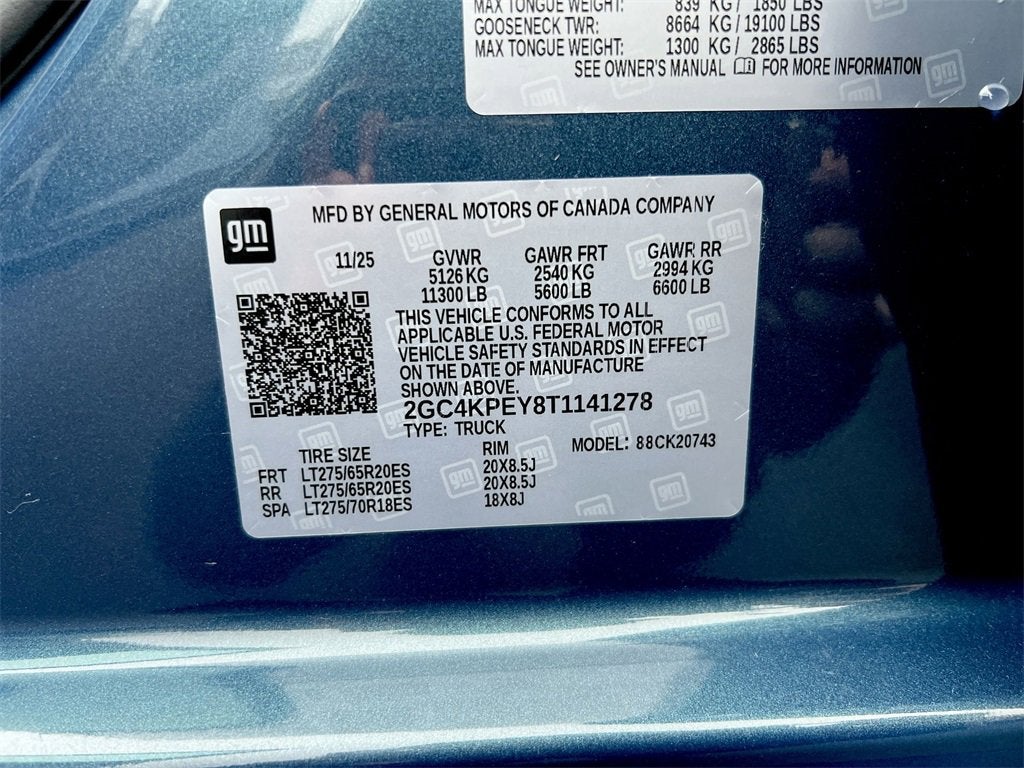 MAX TONGUE WEIGHT: 839 KG / 1850 LBS
GOOSENECK TWR: 8664 KG / 19100 LBS
MAX TONGUE WEIGHT: 1300 KG / 2865 LBS
SEE OWNER'S MANUAL FOR MORE INFORMATION
gm
MFD BY GENERAL MOTORS OF CANADA COMPANY
11/25 GVWR GAWR FRT GAWR RR
5126 KG 2540 KG 2994 KG
11300 LB 5600 LB 6600 LB
THIS VEHICLE CONFORMS TO ALL
APPLICABLE U.S. FEDERAL MOTOR
VEHICLE SAFETY STANDARDS IN EFFECT
ON THE DATE OF MANUFACTURE
SHOWN ABOVE.
2GC4KPEY8T1141278
TYPE: TRUCK
MODEL: 88CK20743
TIRE SIZE RIM
FRT LT275/65R20ES 20X8.5J
RR LT275/65R20ES 20X8.5J
SPA LT275/70R18ES 18X8J